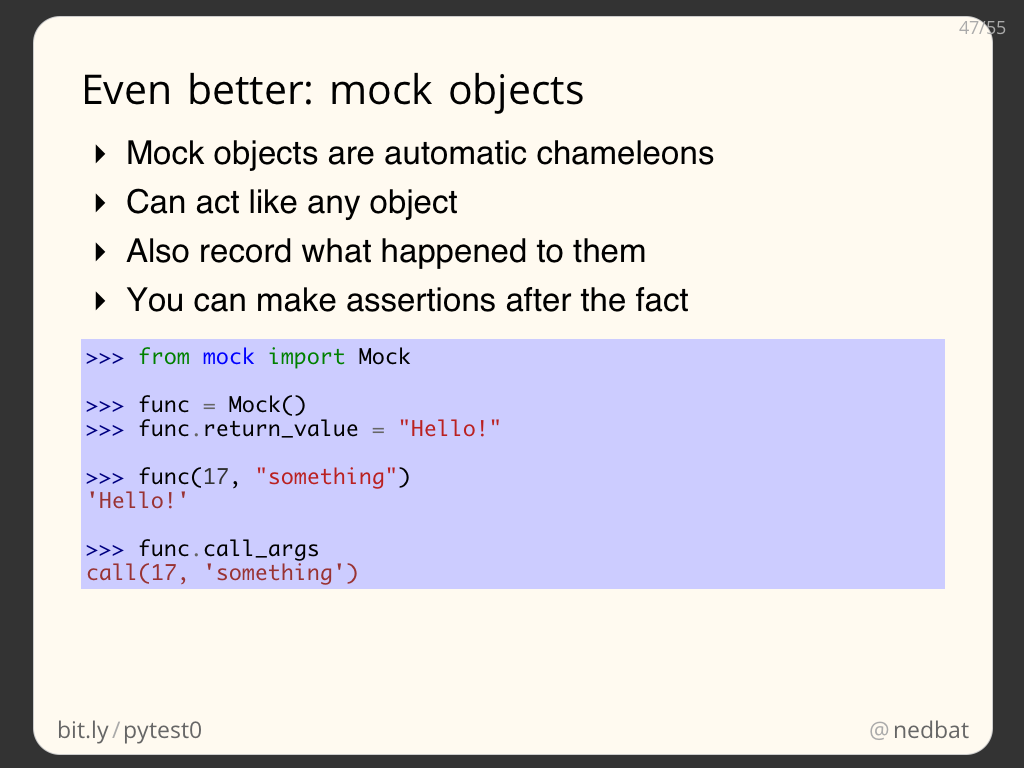 47/55
Even better: mock objects
Mock objects are automatic chameleons
Can act like any object
Also record what happened to them
You can make assertions after the fact
>>> from mock import Mock
>>> func = Mock()
>>> func.return_value = "Hello!"
>>> func(17, "something")
'Hello!'
>>> func.call_args
call(17, 'something')
bit.ly/pytest0
@nedbat